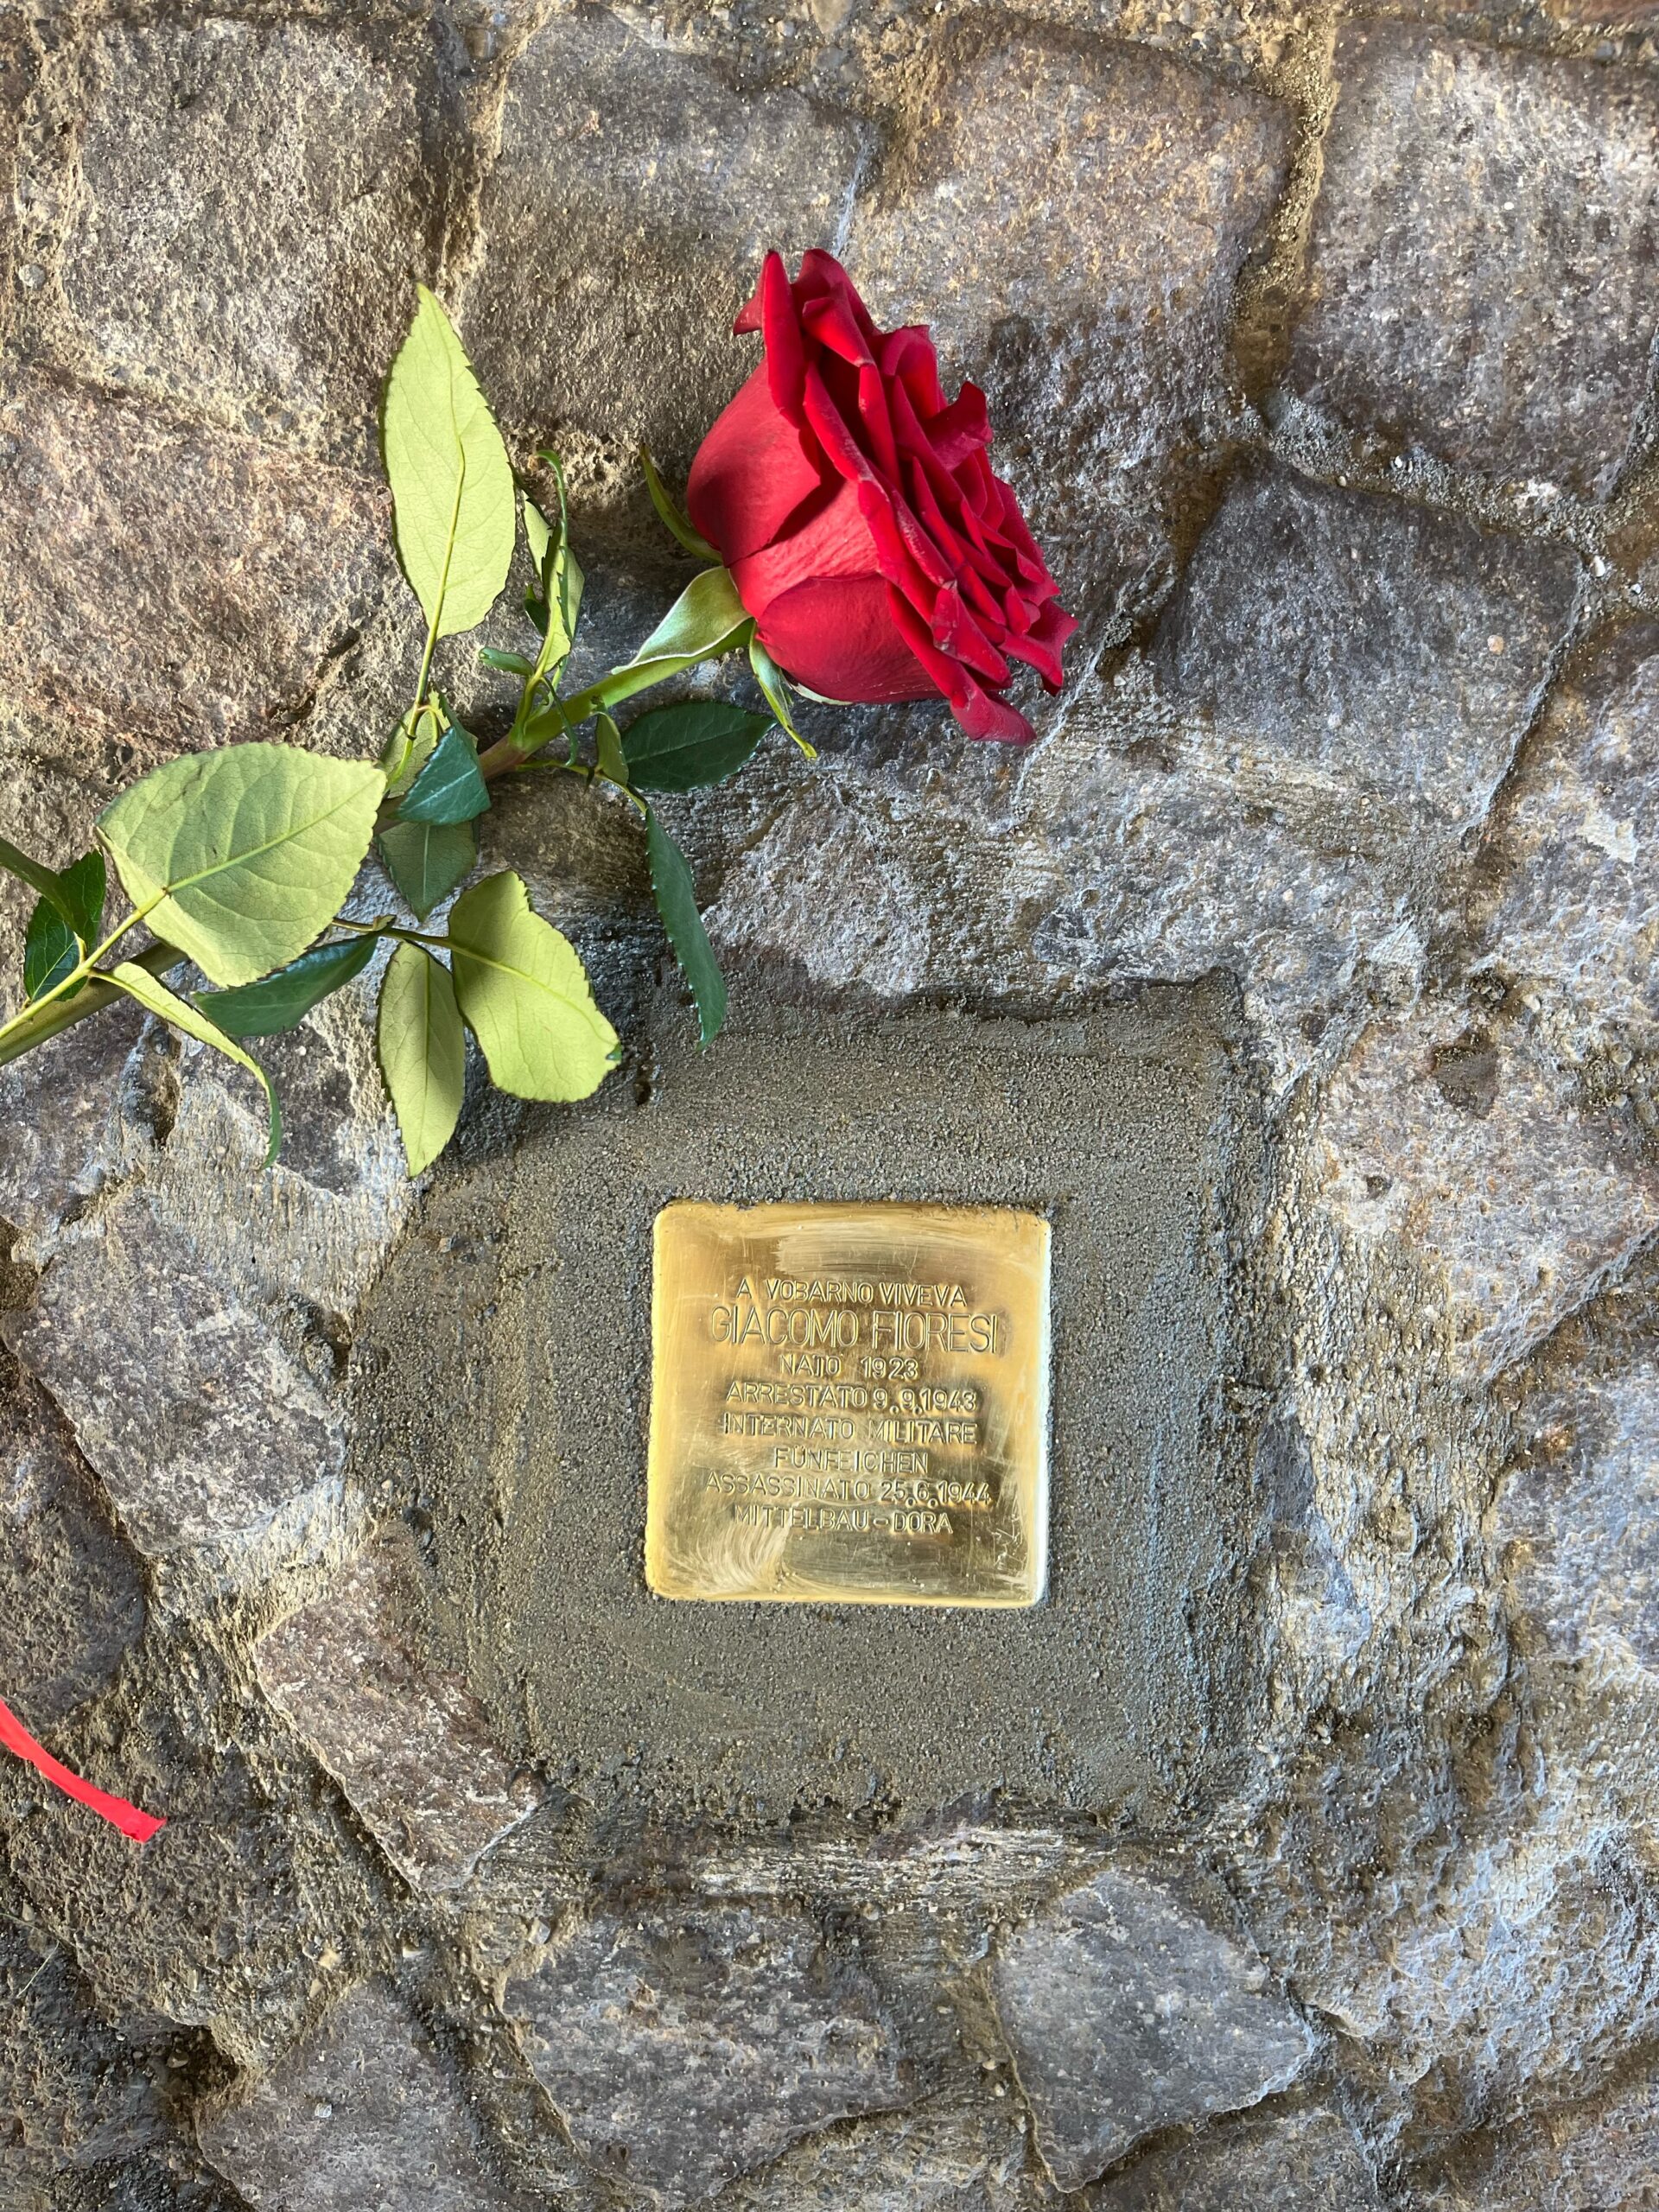 A VOBARNO VIVEVA
GIACOMO FIORESI
NATO 1923
ARRESTATO 9.9.1943
INTERNATO MILITARE
FÜNFEICHEN
ASSASSINATO 25.6.1944
MITTELBAU-DORA